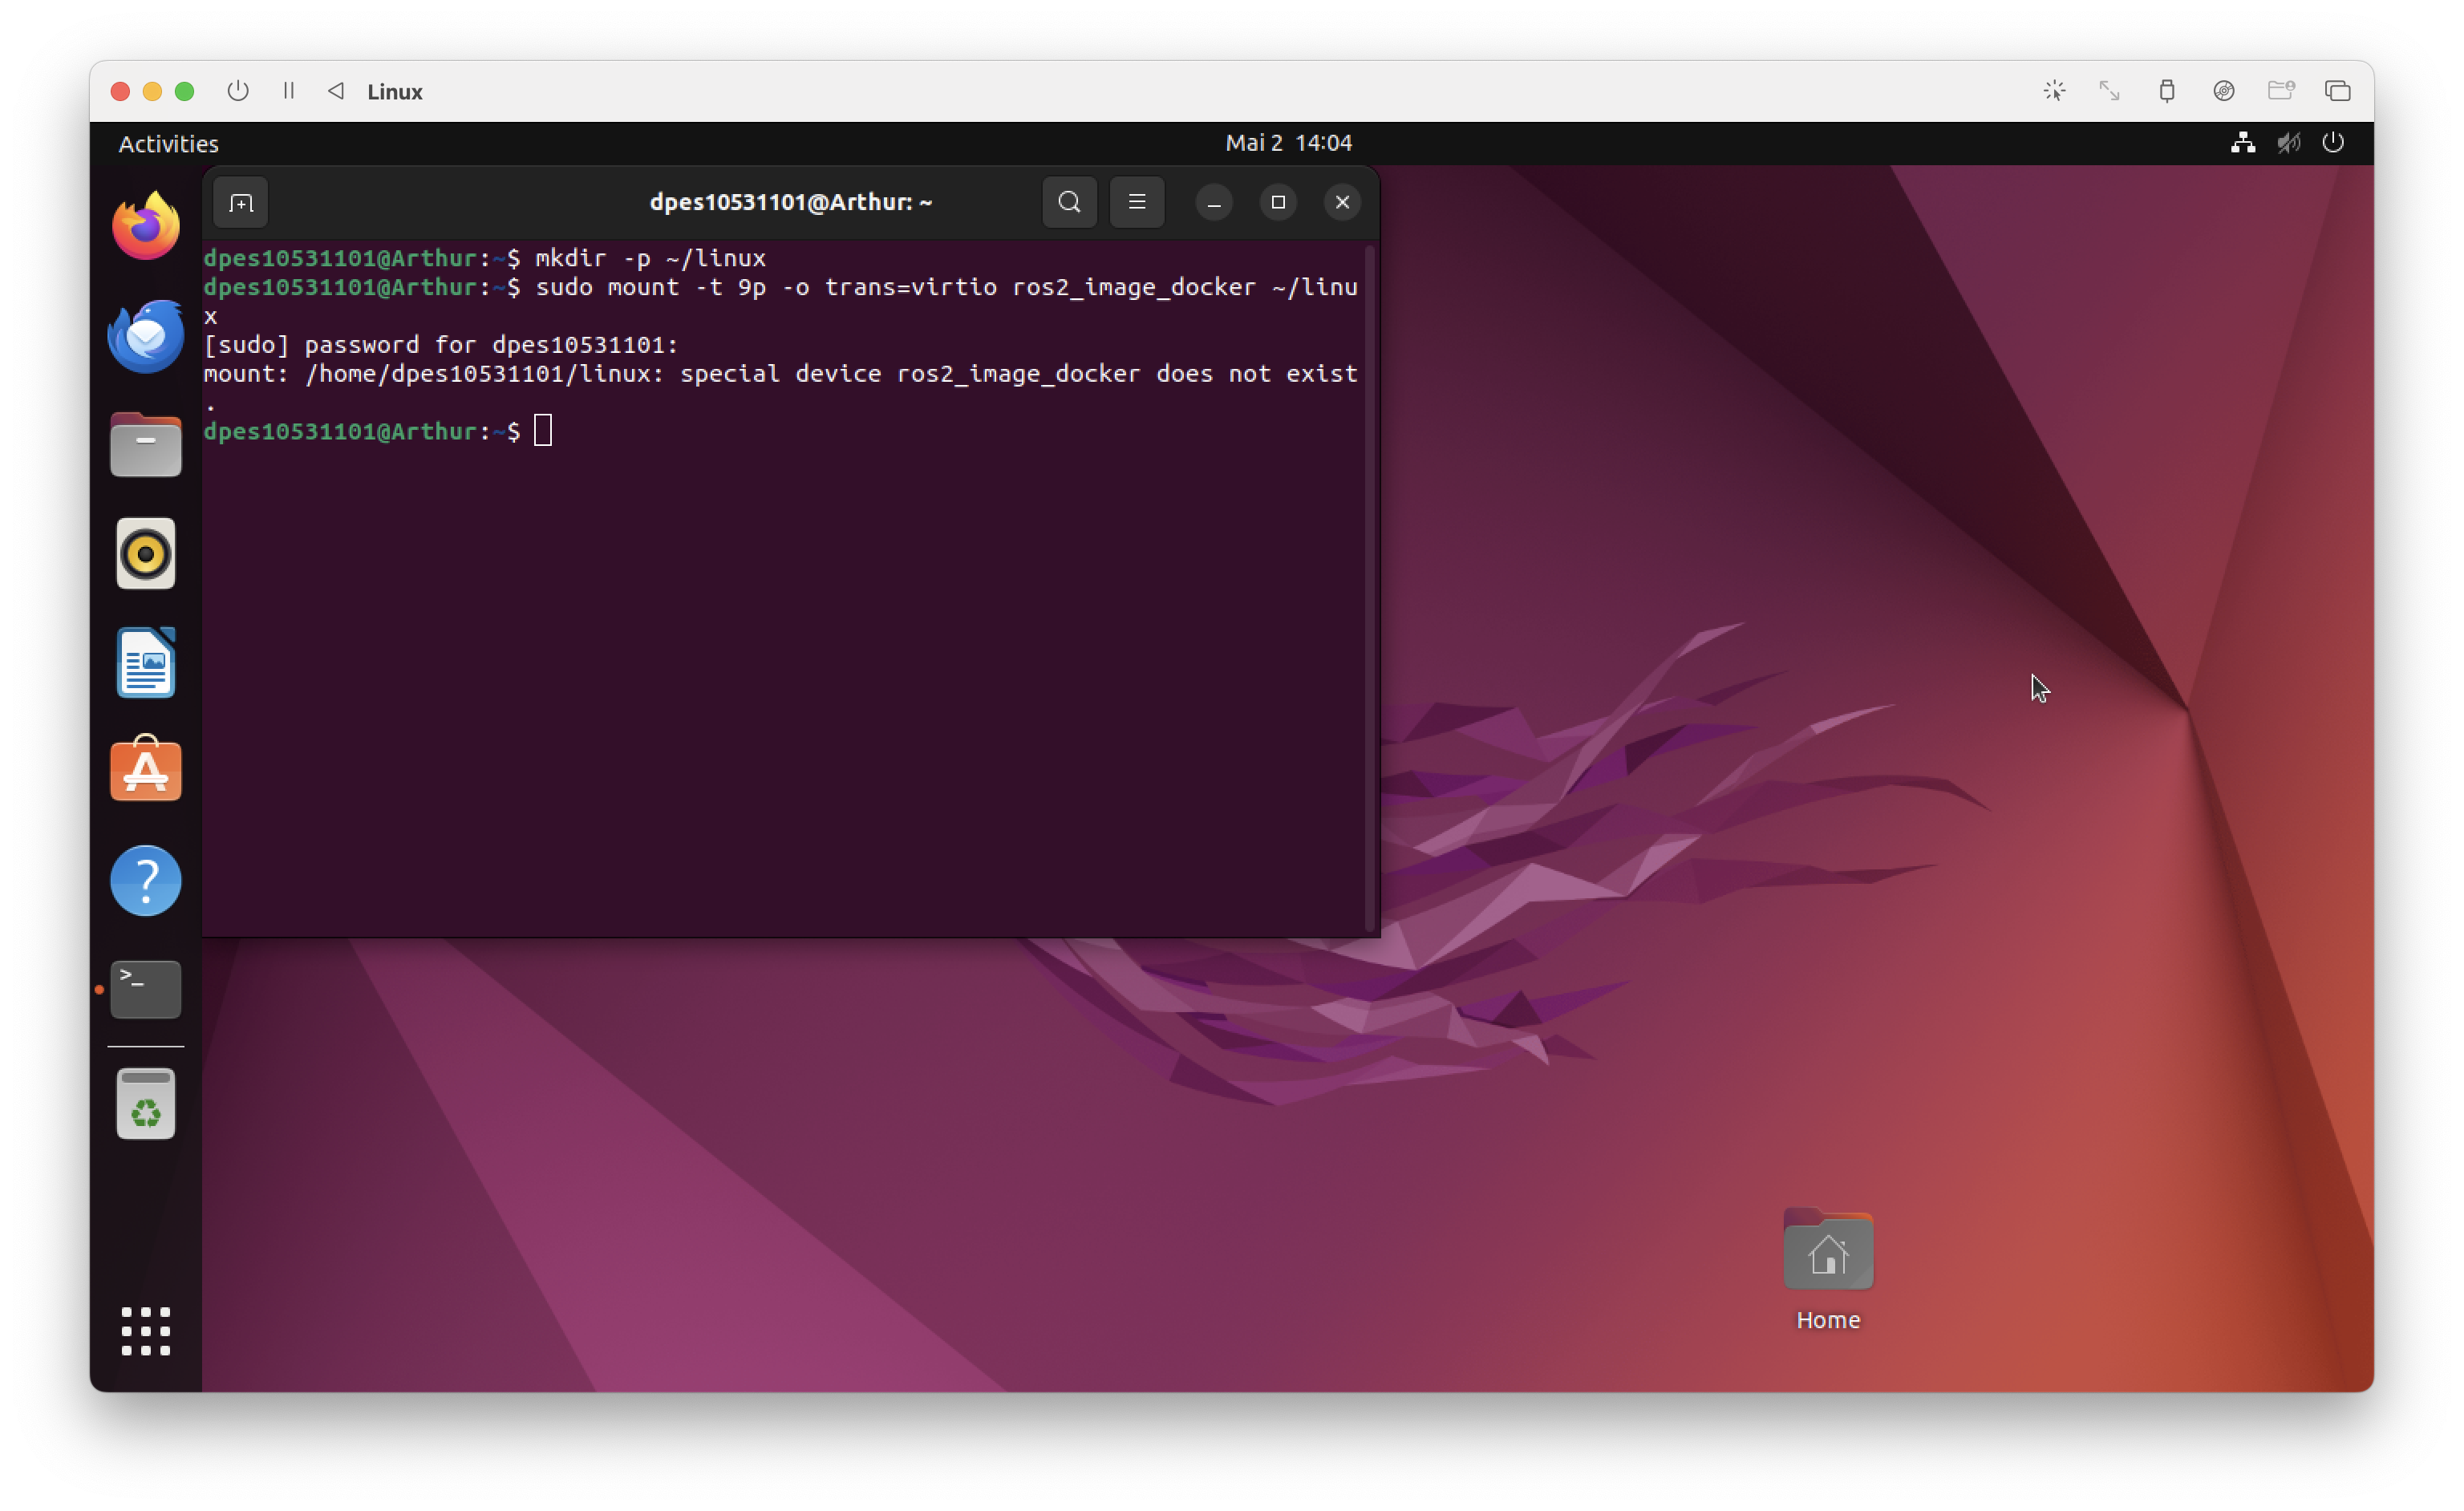 Linux
Activities
Mai 2 14:04
dpes10531101@Arthur: ~
dpes10531101@Arthur:~$ mkdir -p ~/linux
dpes10531101@Arthur:~$ sudo mount -t 9p -o trans=virtio ros2_image_docker ~/linu
x
[sudo] password for dpes10531101:
mount: /home/dpes10531101/linux: special device ros2_image_docker does not exist
.
dpes10531101@Arthur:~$
Home